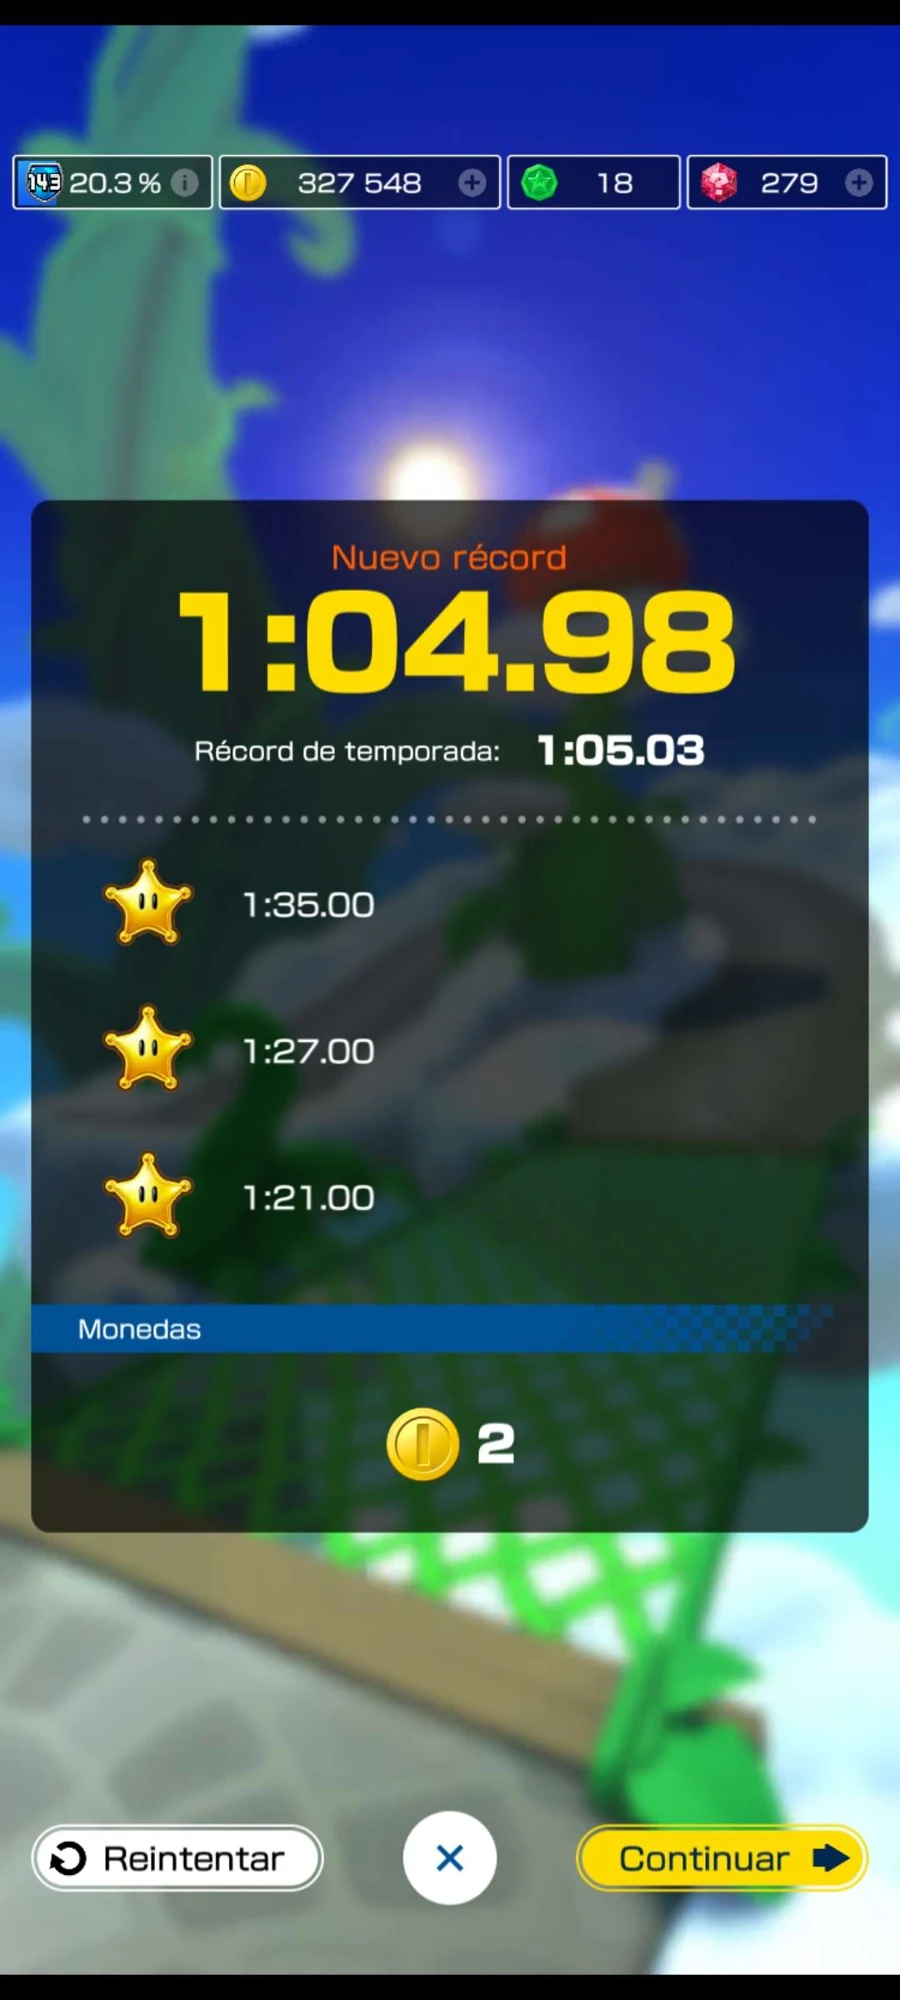 143 20.3 % i 327 548 + 18 279 +
Nuevo récord
1:04.98
Récord de temporada: 1:05.03
1:35.00
1:27.00
1:21.00
Monedas
2
Reintentar × Continuar